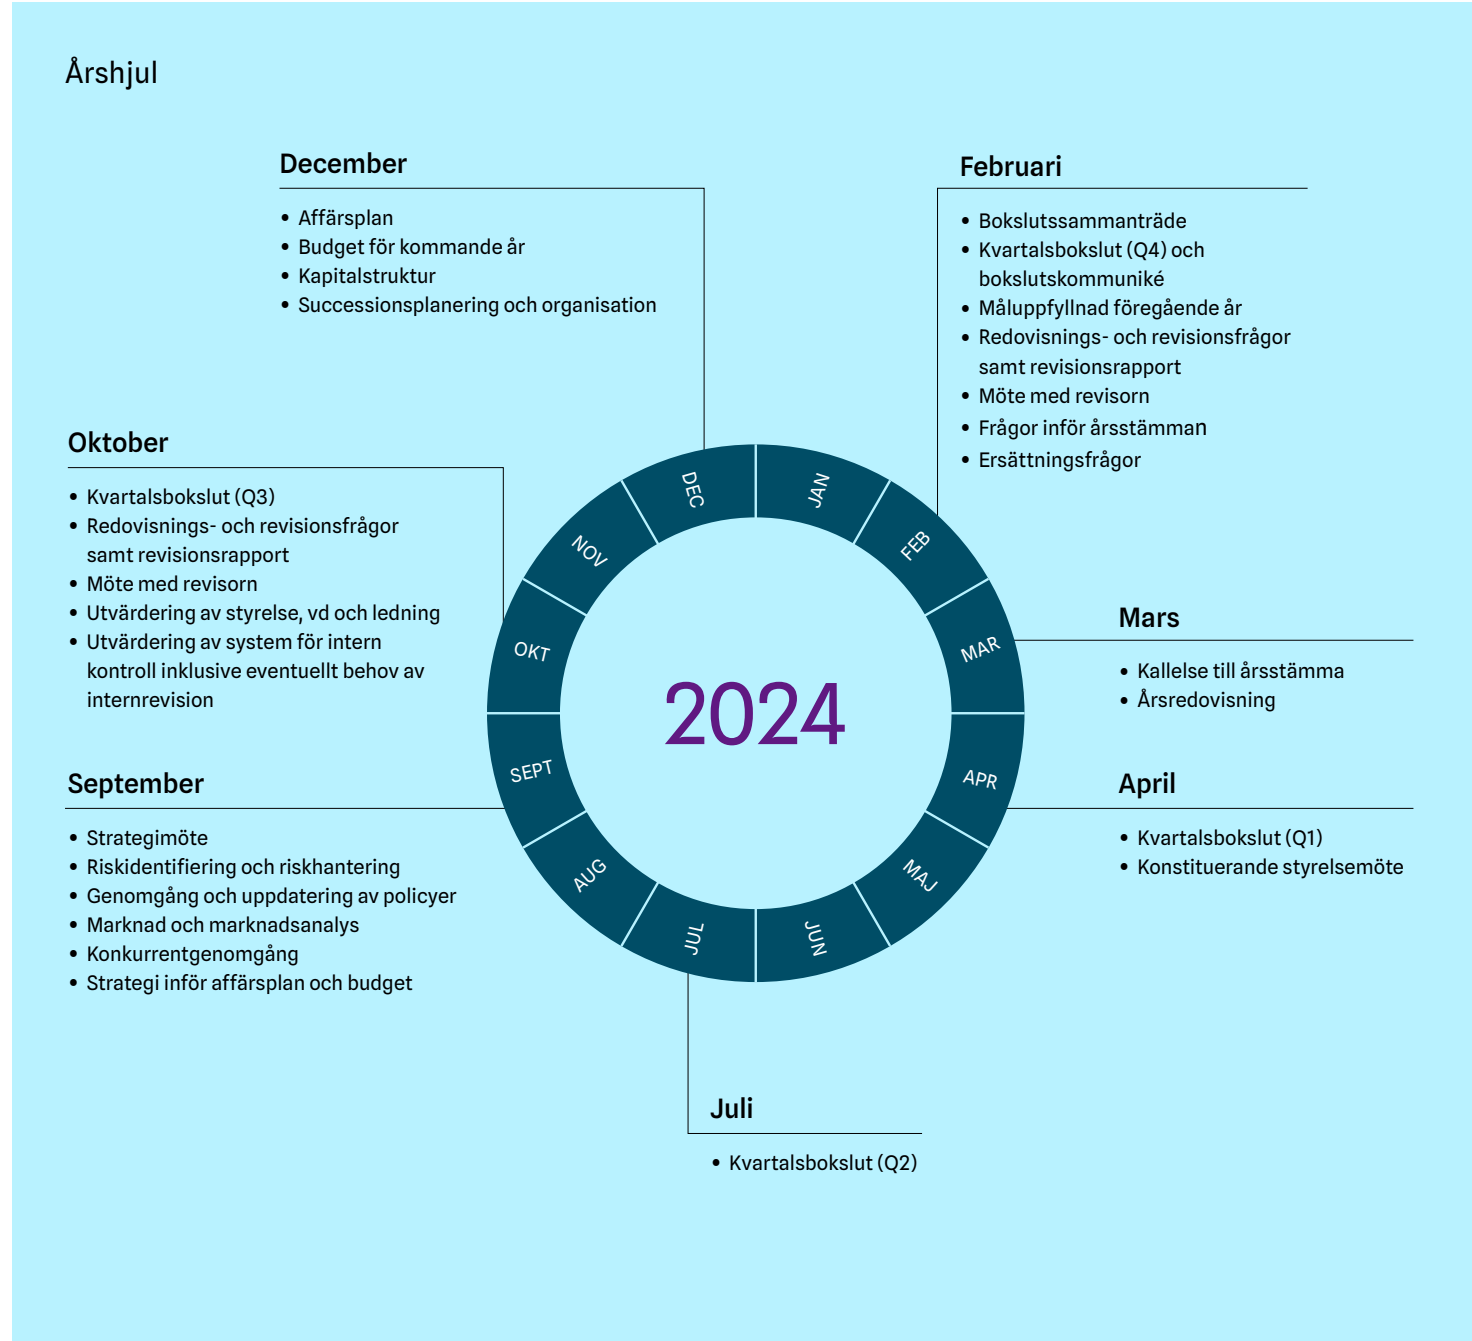 Årshjul
December
• Affärsplan
• Budget för kommande år
• Kapitalstruktur
• Successionsplanering och organisation
Februari
• Bokslutssammanträde
• Kvartalsbokslut (Q4) och
bokslutskommuniké
• Måluppfyllnad föregående år
• Redovisnings- och revisionsfrågor
samt revisionsrapport
• Möte med revisorn
• Frågor inför årsstämman
• Ersättningsfrågor
Oktober
• Kvartalsbokslut (Q3)
• Redovisnings- och revisionsfrågor
samt revisionsrapport
• Möte med revisorn
• Utvärdering av styrelse, vd och ledning
• Utvärdering av system för intern
kontroll inklusive eventuellt behov av
internrevision
Mars
• Kallelse till årsstämma
• Årsredovisning
September
• Strategimöte
• Riskidentifiering och riskhantering
• Genomgång och uppdatering av policyer
• Marknad och marknadsanalys
• Konkurrentgenomgång
• Strategi inför affärsplan och budget
April
• Kvartalsbokslut (Q1)
• Konstituerande styrelsemöte
Juli
• Kvartalsbokslut (Q2)
JAN
FEB
MAR
APR
MAJ
JUN
JUL
AUG
SEPT
OKT
NOV
DEC
2024